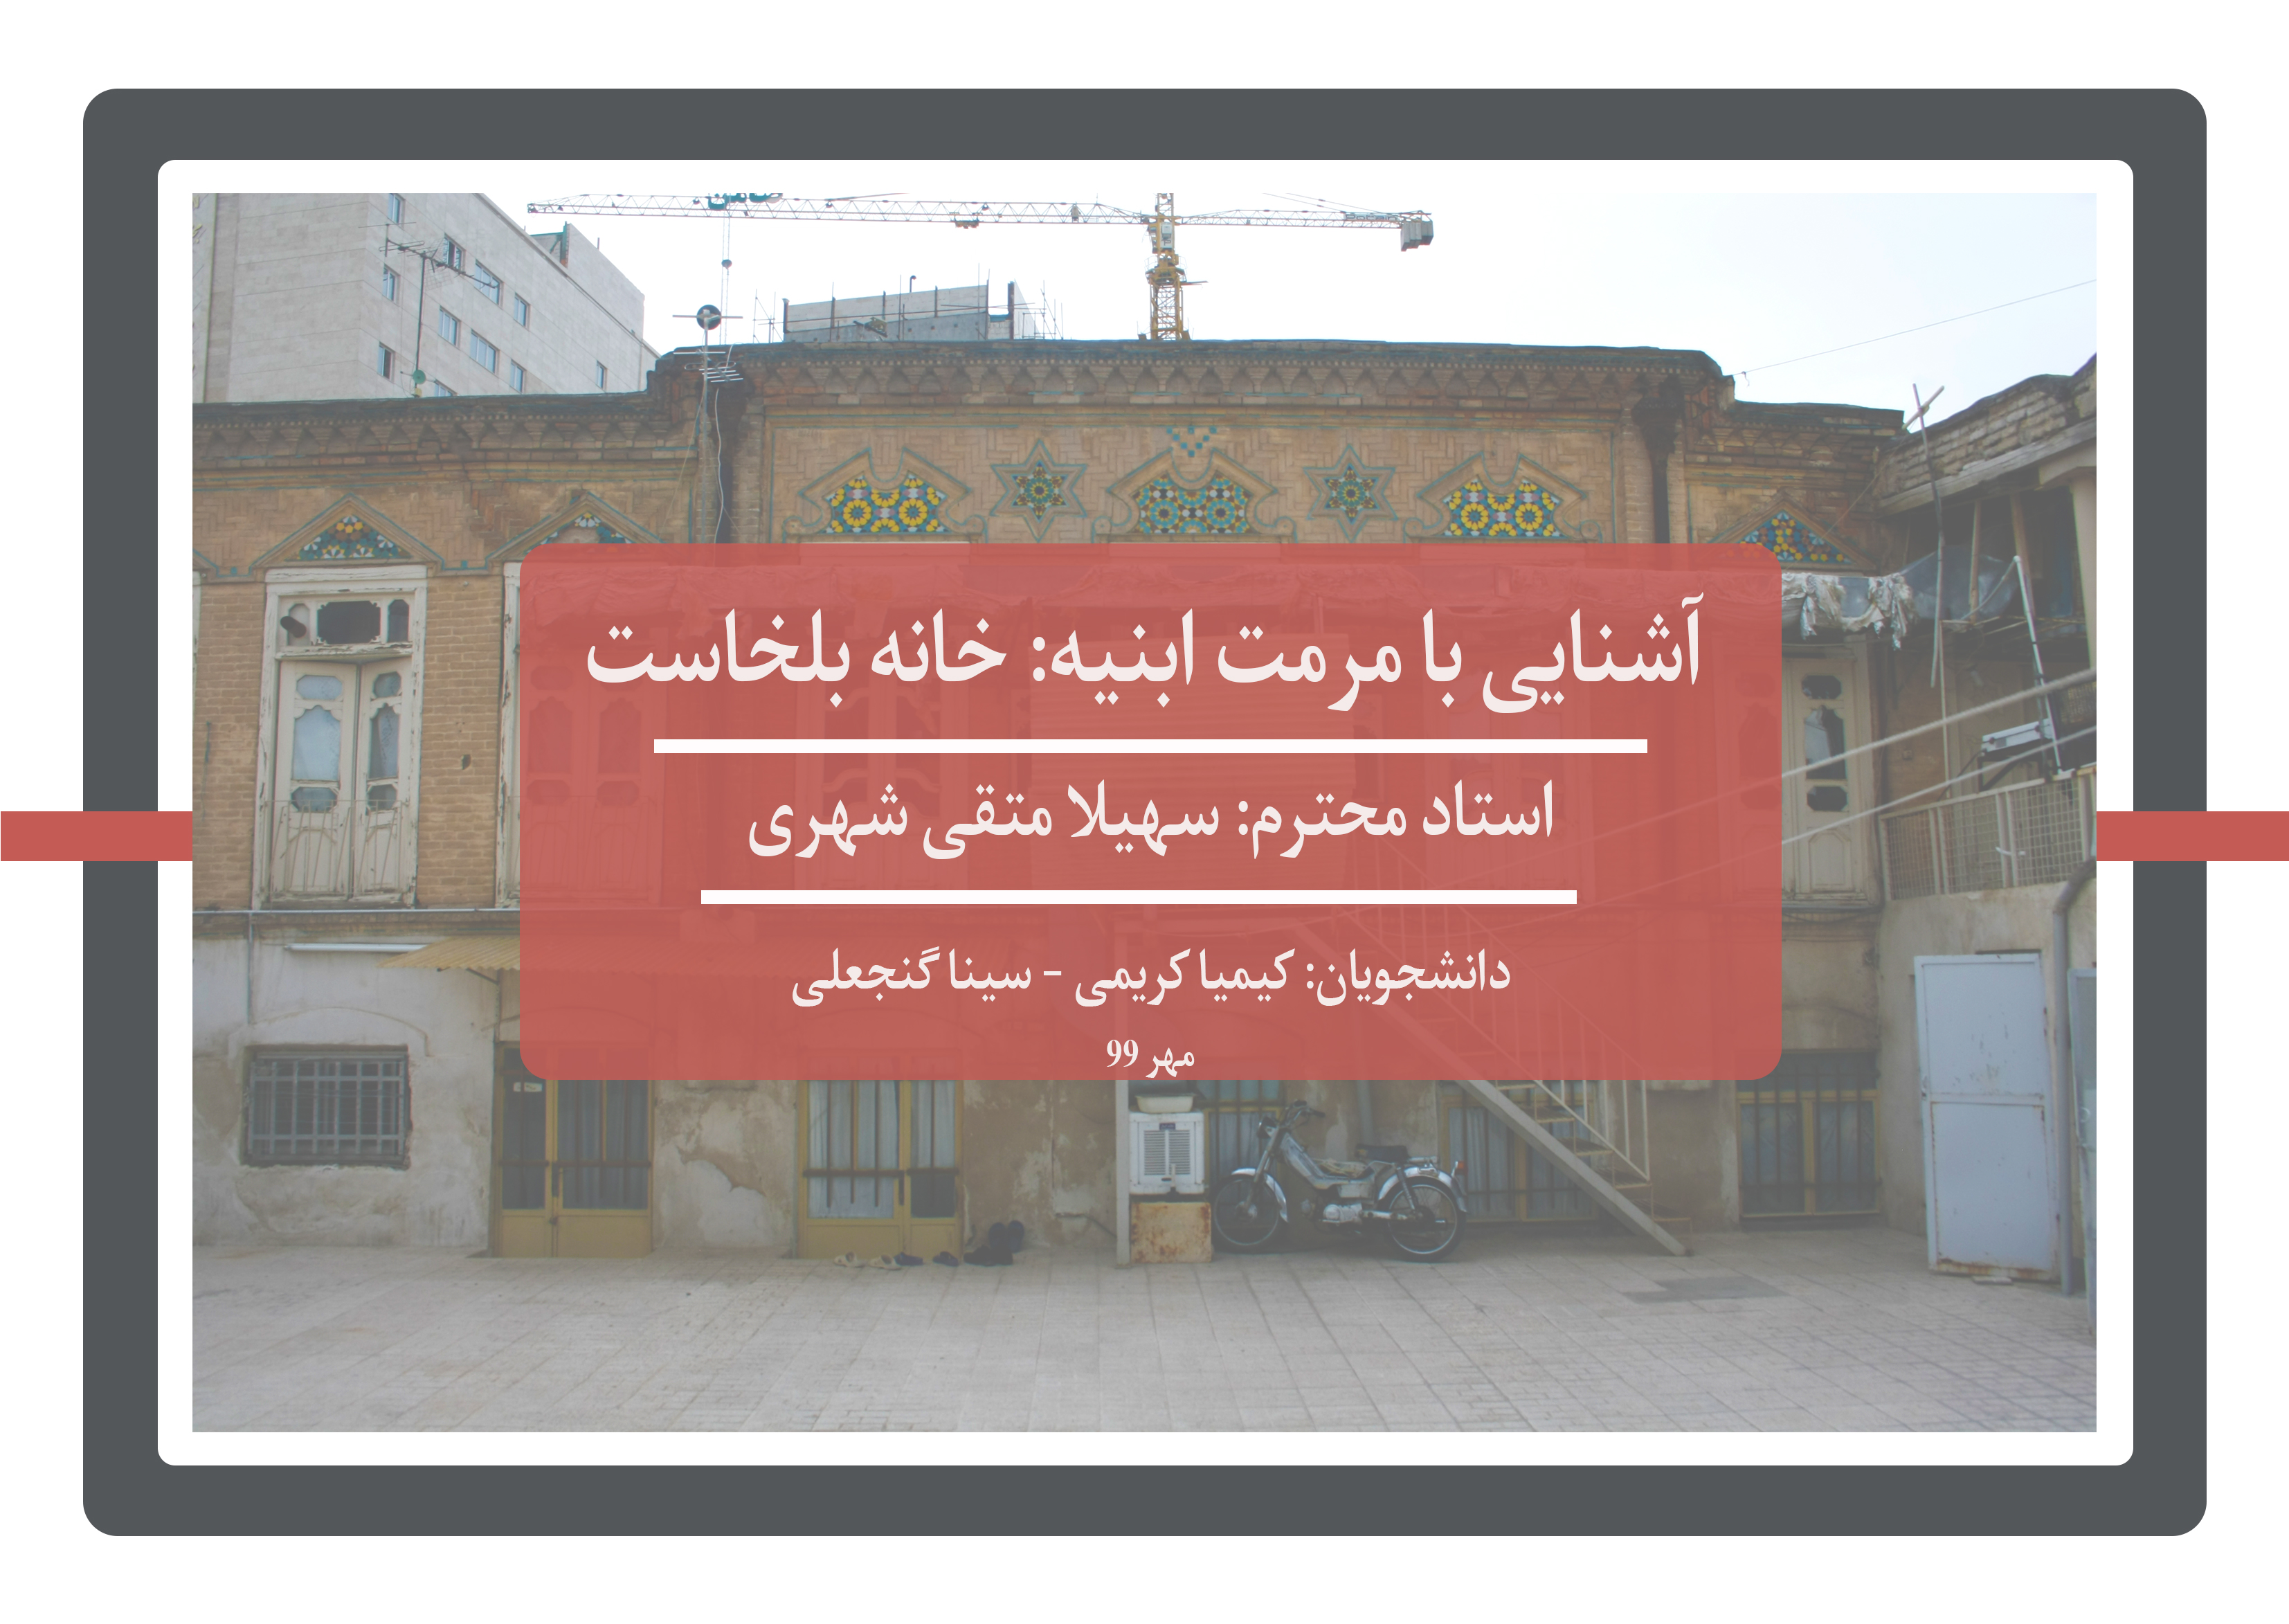 آشنایی با مرمت ابنیه: خانه بلخاست
استاد محترم: سهیلا متقی شهری
دانشجویان: کیمیا کریمی - سینا گنجعلی
مهر 99